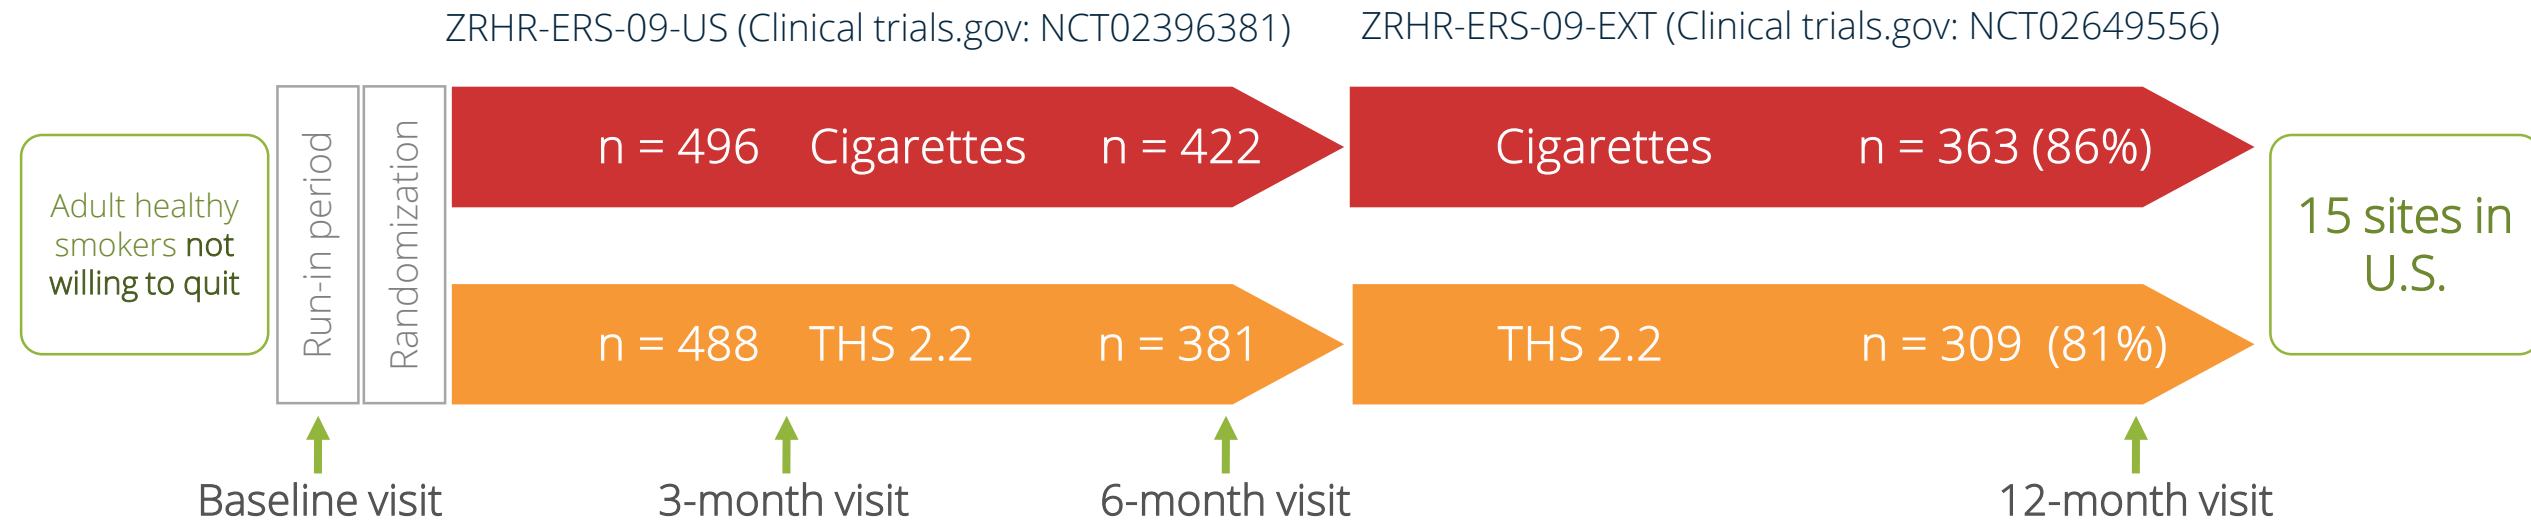 ZRHR-ERS-09-US (Clinical trials.gov: NCT02396381)
ZRHR-ERS-09-EXT (Clinical trials.gov: NCT02649556)
Adult healthy
smokers not
willing to quit
Run-in period
Randomization
n = 496 Cigarettes n = 422
Cigarettes n = 363 (86%)
n = 488 THS 2.2 n = 381
THS 2.2 n = 309 (81%)
15 sites in
U.S.
Baseline visit
3-month visit
6-month visit
12-month visit